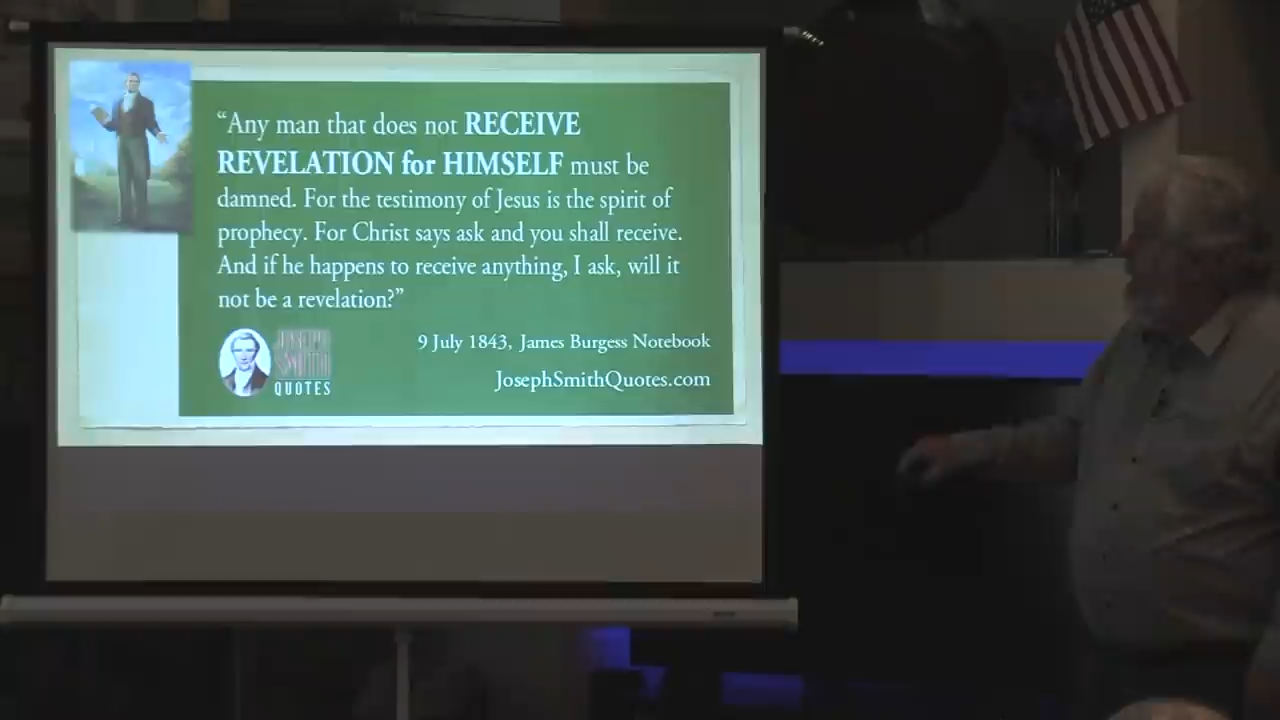 “Any man that does not RECEIVE
REVELATION for HIMSELF must be
damned. For the testimony of Jesus is the spirit of
prophecy. For Christ says ask and you shall receive.
And if he happens to receive anything, I ask, will it
not be a revelation?”
9 July 1843, James Burgess Notebook
JOSEPH
SMITH
QUOTES
JosephSmithQuotes.com